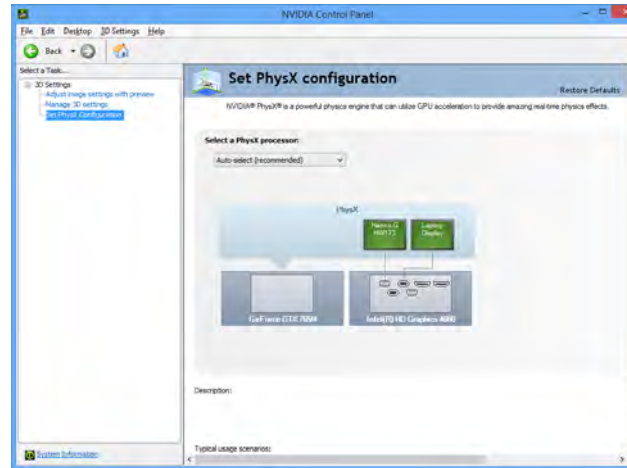 NVIDIA Control Panel
File Edit Desktop 3D Settings Help
Back
Select a Task...
3D Settings
Adjust image settings with preview
Manage 3D settings
Set PhysX Configuration
System Information
Set PhysX configuration
Restore Defaults
NVIDIA® PhysX® is a powerful physics engine that can utilize GPU acceleration to provide amazing real-time physics effects.
Select a PhysX processor:
Auto-select (recommended)
PhysX
Laptop
Display
Intel(R) HD Graphics 4600
Description:
Typical usage scenarios: